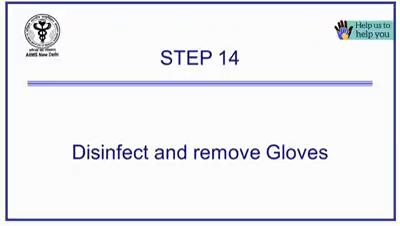 Help us to
help you
AIIMS New Delhi
STEP 14
Disinfect and remove Gloves